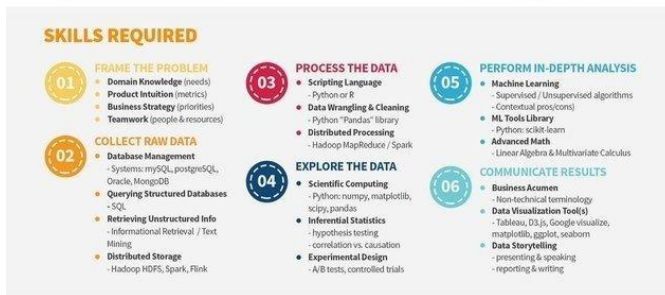 SKILLS REQUIRED
01
FRAME THE PROBLEM
Domain Knowledge (needs)
Product Intuition (metrics)
Business Strategy (priorities)
Teamwork (people & resources)
02
COLLECT RAW DATA
Database Management
- Systems: mySQL, postgreSQL,
Oracle, MongoDB
Querying Structured Databases
- SQL
Retrieving Unstructured Info
- Informational Retrieval / Text
Mining
Distributed Storage
- Hadoop HDFS, Spark, Flink
03
PROCESS THE DATA
Scripting Language
- Python or R
Data Wrangling & Cleaning
- Python "Pandas" library
Distributed Processing
- Hadoop MapReduce / Spark
04
EXPLORE THE DATA
Scientific Computing
- Python: numpy, matplotlib,
scipy, pandas
Inferential Statistics
- hypothesis testing
- correlation vs. causation
Experimental Design
- A/B tests, controlled trials
05
PERFORM IN-DEPTH ANALYSIS
Machine Learning
- Supervised / Unsupervised algorithms
- Contextual pros/cons)
ML Tools Library
- Python: scikit-learn
Advanced Math
- Linear Algebra & Multivariate Calculus
06
COMMUNICATE RESULTS
Business Acumen
- Non-technical terminology
Data Visualization Tool(s)
- Tableau, D3.js, Google visualize,
matplotlib, ggplot, seaborn
Data Storytelling
- presenting & speaking
- reporting & writing